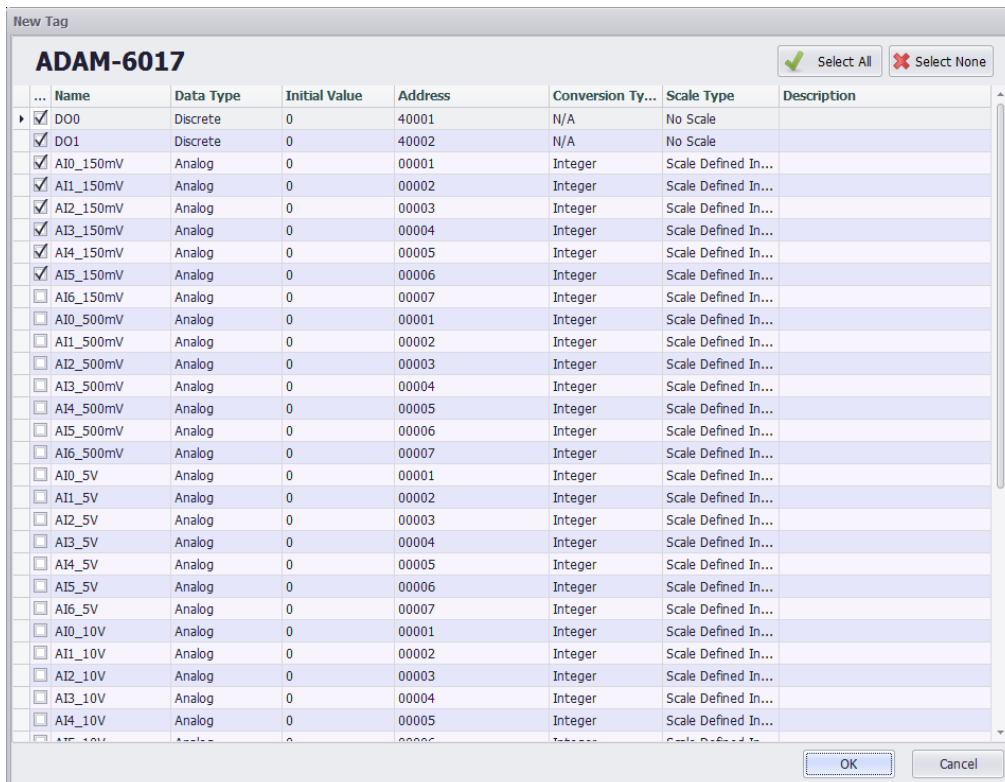 New Tag
ADAM-6017
Select All
Select None
... Name Data Type Initial Value Address Conversion Ty... Scale Type Description
DO0 Discrete 0 40001 N/A No Scale
DO1 Discrete 0 40002 N/A No Scale
AI0_150mV Analog 0 00001 Integer Scale Defined In...
AI1_150mV Analog 0 00002 Integer Scale Defined In...
AI2_150mV Analog 0 00003 Integer Scale Defined In...
AI3_150mV Analog 0 00004 Integer Scale Defined In...
AI4_150mV Analog 0 00005 Integer Scale Defined In...
AI5_150mV Analog 0 00006 Integer Scale Defined In...
AI6_150mV Analog 0 00007 Integer Scale Defined In...
AI0_500mV Analog 0 00001 Integer Scale Defined In...
AI1_500mV Analog 0 00002 Integer Scale Defined In...
AI2_500mV Analog 0 00003 Integer Scale Defined In...
AI3_500mV Analog 0 00004 Integer Scale Defined In...
AI4_500mV Analog 0 00005 Integer Scale Defined In...
AI5_500mV Analog 0 00006 Integer Scale Defined In...
AI6_500mV Analog 0 00007 Integer Scale Defined In...
AI0_5V Analog 0 00001 Integer Scale Defined In...
AI1_5V Analog 0 00002 Integer Scale Defined In...
AI2_5V Analog 0 00003 Integer Scale Defined In...
AI3_5V Analog 0 00004 Integer Scale Defined In...
AI4_5V Analog 0 00005 Integer Scale Defined In...
AI5_5V Analog 0 00006 Integer Scale Defined In...
AI6_5V Analog 0 00007 Integer Scale Defined In...
AI0_10V Analog 0 00001 Integer Scale Defined In...
AI1_10V Analog 0 00002 Integer Scale Defined In...
AI2_10V Analog 0 00003 Integer Scale Defined In...
AI3_10V Analog 0 00004 Integer Scale Defined In...
AI4_10V Analog 0 00005 Integer Scale Defined In...
OK Cancel